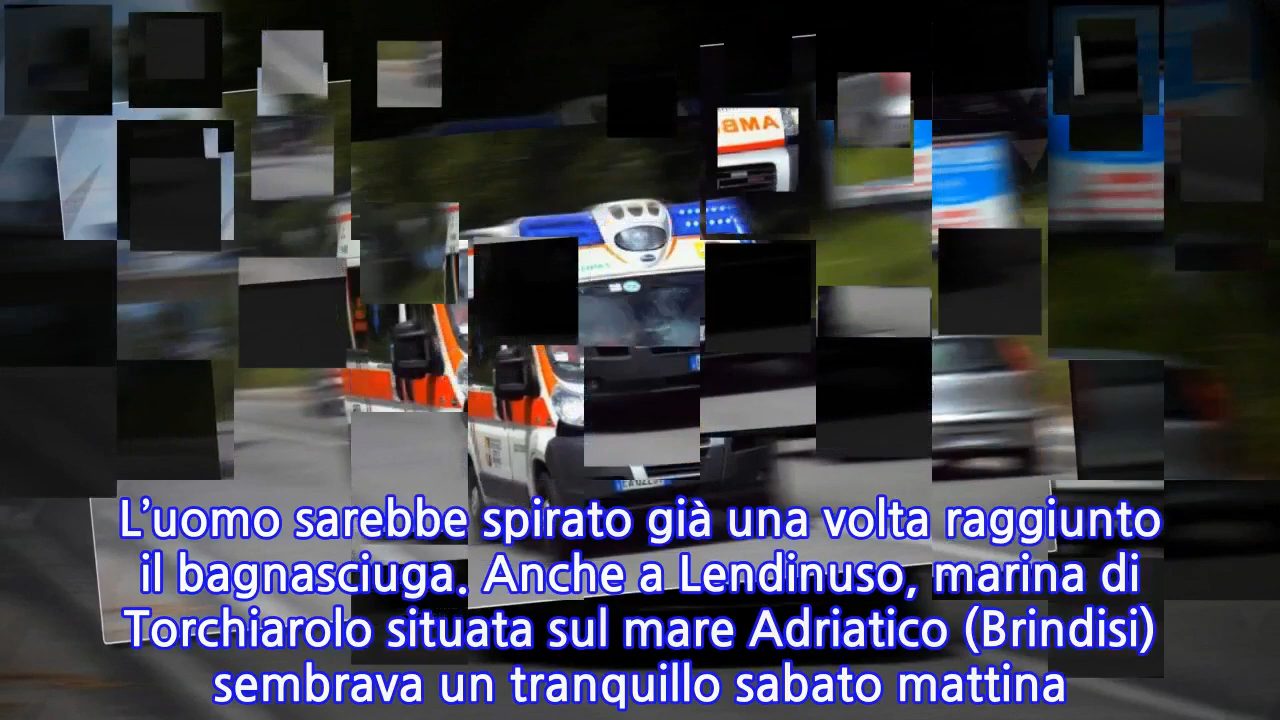 AMB
L'uomo sarebbe spirato già una volta raggiunto
il bagnasciuga. Anche a Lendinuso, marina di
Torchiarolo situata sul mare Adriatico (Brindisi)
sembrava un tranquillo sabato mattina